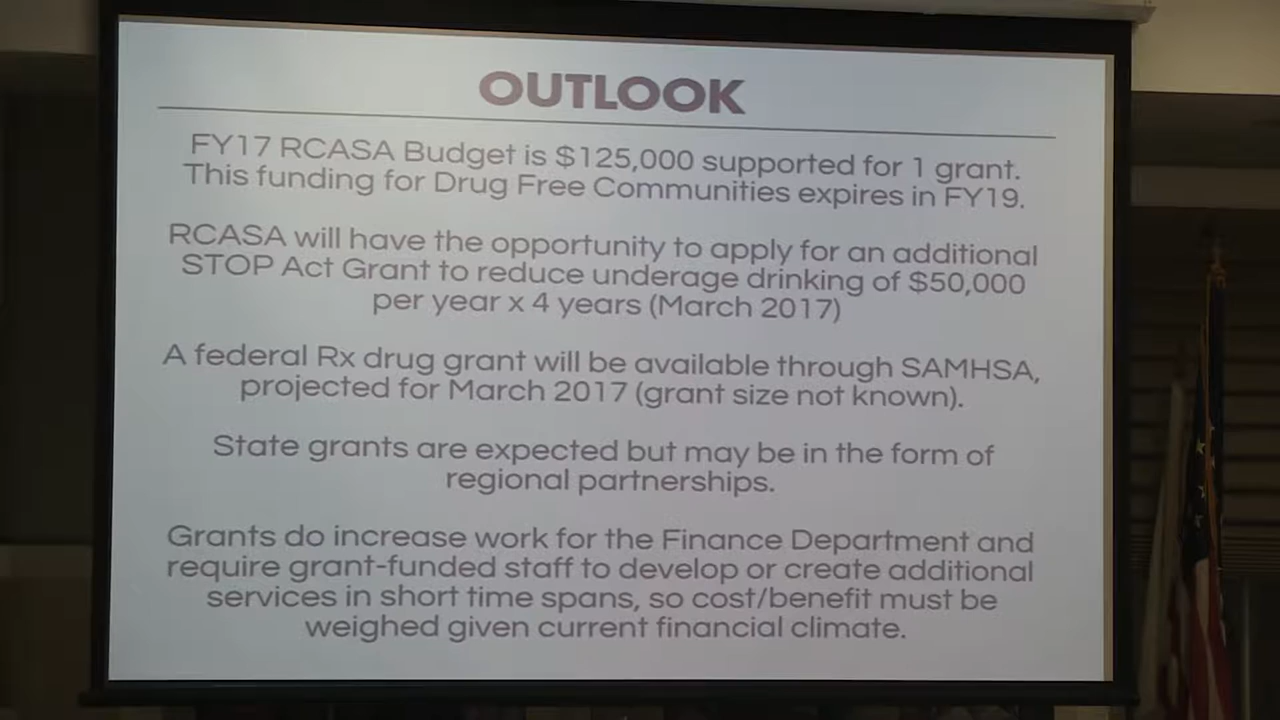 OUTLOOK
FY17 RCASA Budget is $125,000 supported for 1 grant.
This funding for Drug Free Communities expires in FY19.
RCASA will have the opportunity to apply for an additional
STOP Act Grant to reduce underage drinking of $50,000
per year x 4 years (March 2017)
A federal Rx drug grant will be available through SAMHSA,
projected for March 2017 (grant size not known).
State grants are expected but may be in the form of
regional partnerships.
Grants do increase work for the Finance Department and
require grant-funded staff to develop or create additional
services in short time spans, so cost/benefit must be
weighed given current financial climate.